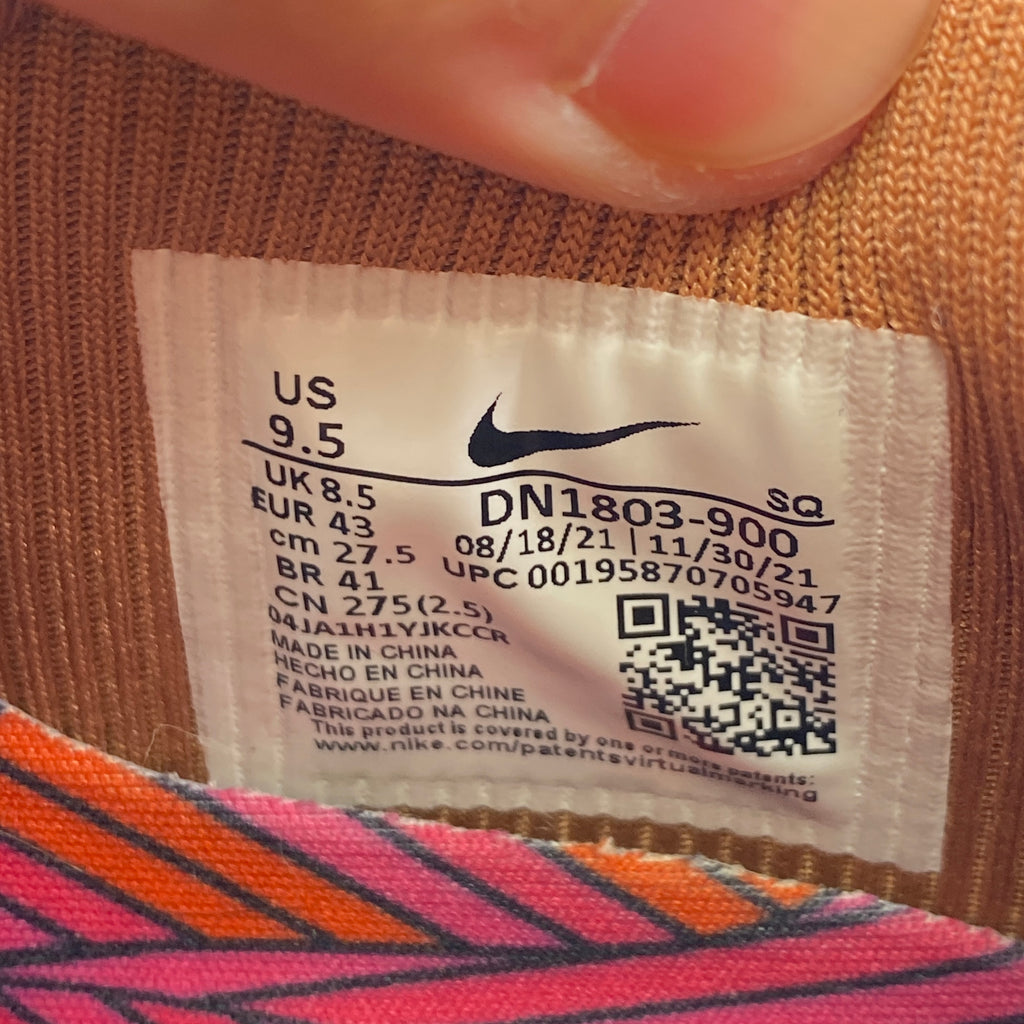 US
9.5
UK 8.5
EUR 43
cm 27.5
BR 41
CN 275(2.5)
04JA1H1YJKCCR
MADE IN CHINA
HECHO EN CHINA
FABRIQUE EN CHINE
FABRICADO NA CHINA
This product is covered by one or more patents:
www.nike.com/patentsvirtualmarking
SQ
DN1803-900
08/18/21 | 11/30/21
UPC 00195870705947